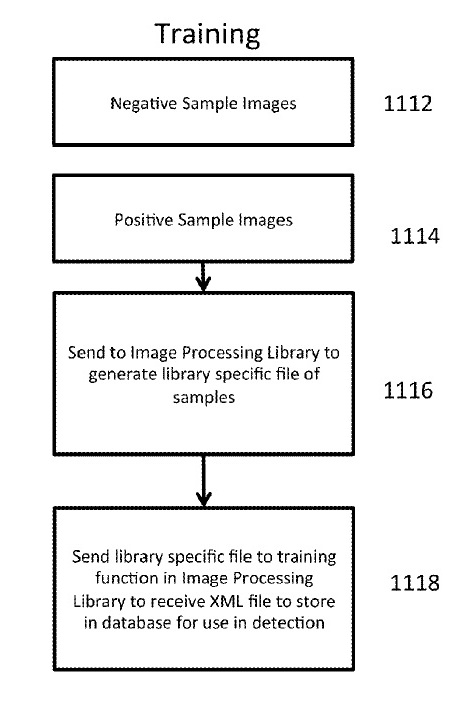 Training
Negative Sample Images
1112
Positive Sample Images
1114
Send to Image Processing Library to
generate library specific file of
samples
1116
Send library specific file to training
function in Image Processing
Library to receive XML file to store
in database for use in detection
1118